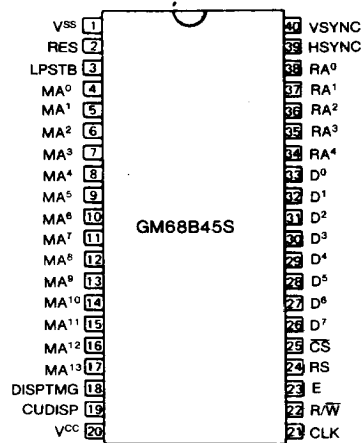 VSS 1 40 VSYNC
RES 2 39 HSYNC
LPSTB 3 38 RA0
MA0 4 37 RA1
MA1 5 36 RA2
MA2 6 35 RA3
MA3 7 34 RA4
MA4 8 33 D0
MA5 9 32 D1
MA6 10 31 D2
MA7 11 GM68B45S 30 D3
MA8 12 29 D4
MA9 13 28 D5
MA10 14 27 D6
MA11 15 26 D7
MA12 16 25 C̅S̅
MA13 17 24 RS
DISPTMG 18 23 E
CUDISP 19 22 R/W̅
VCC 20 21 CLK